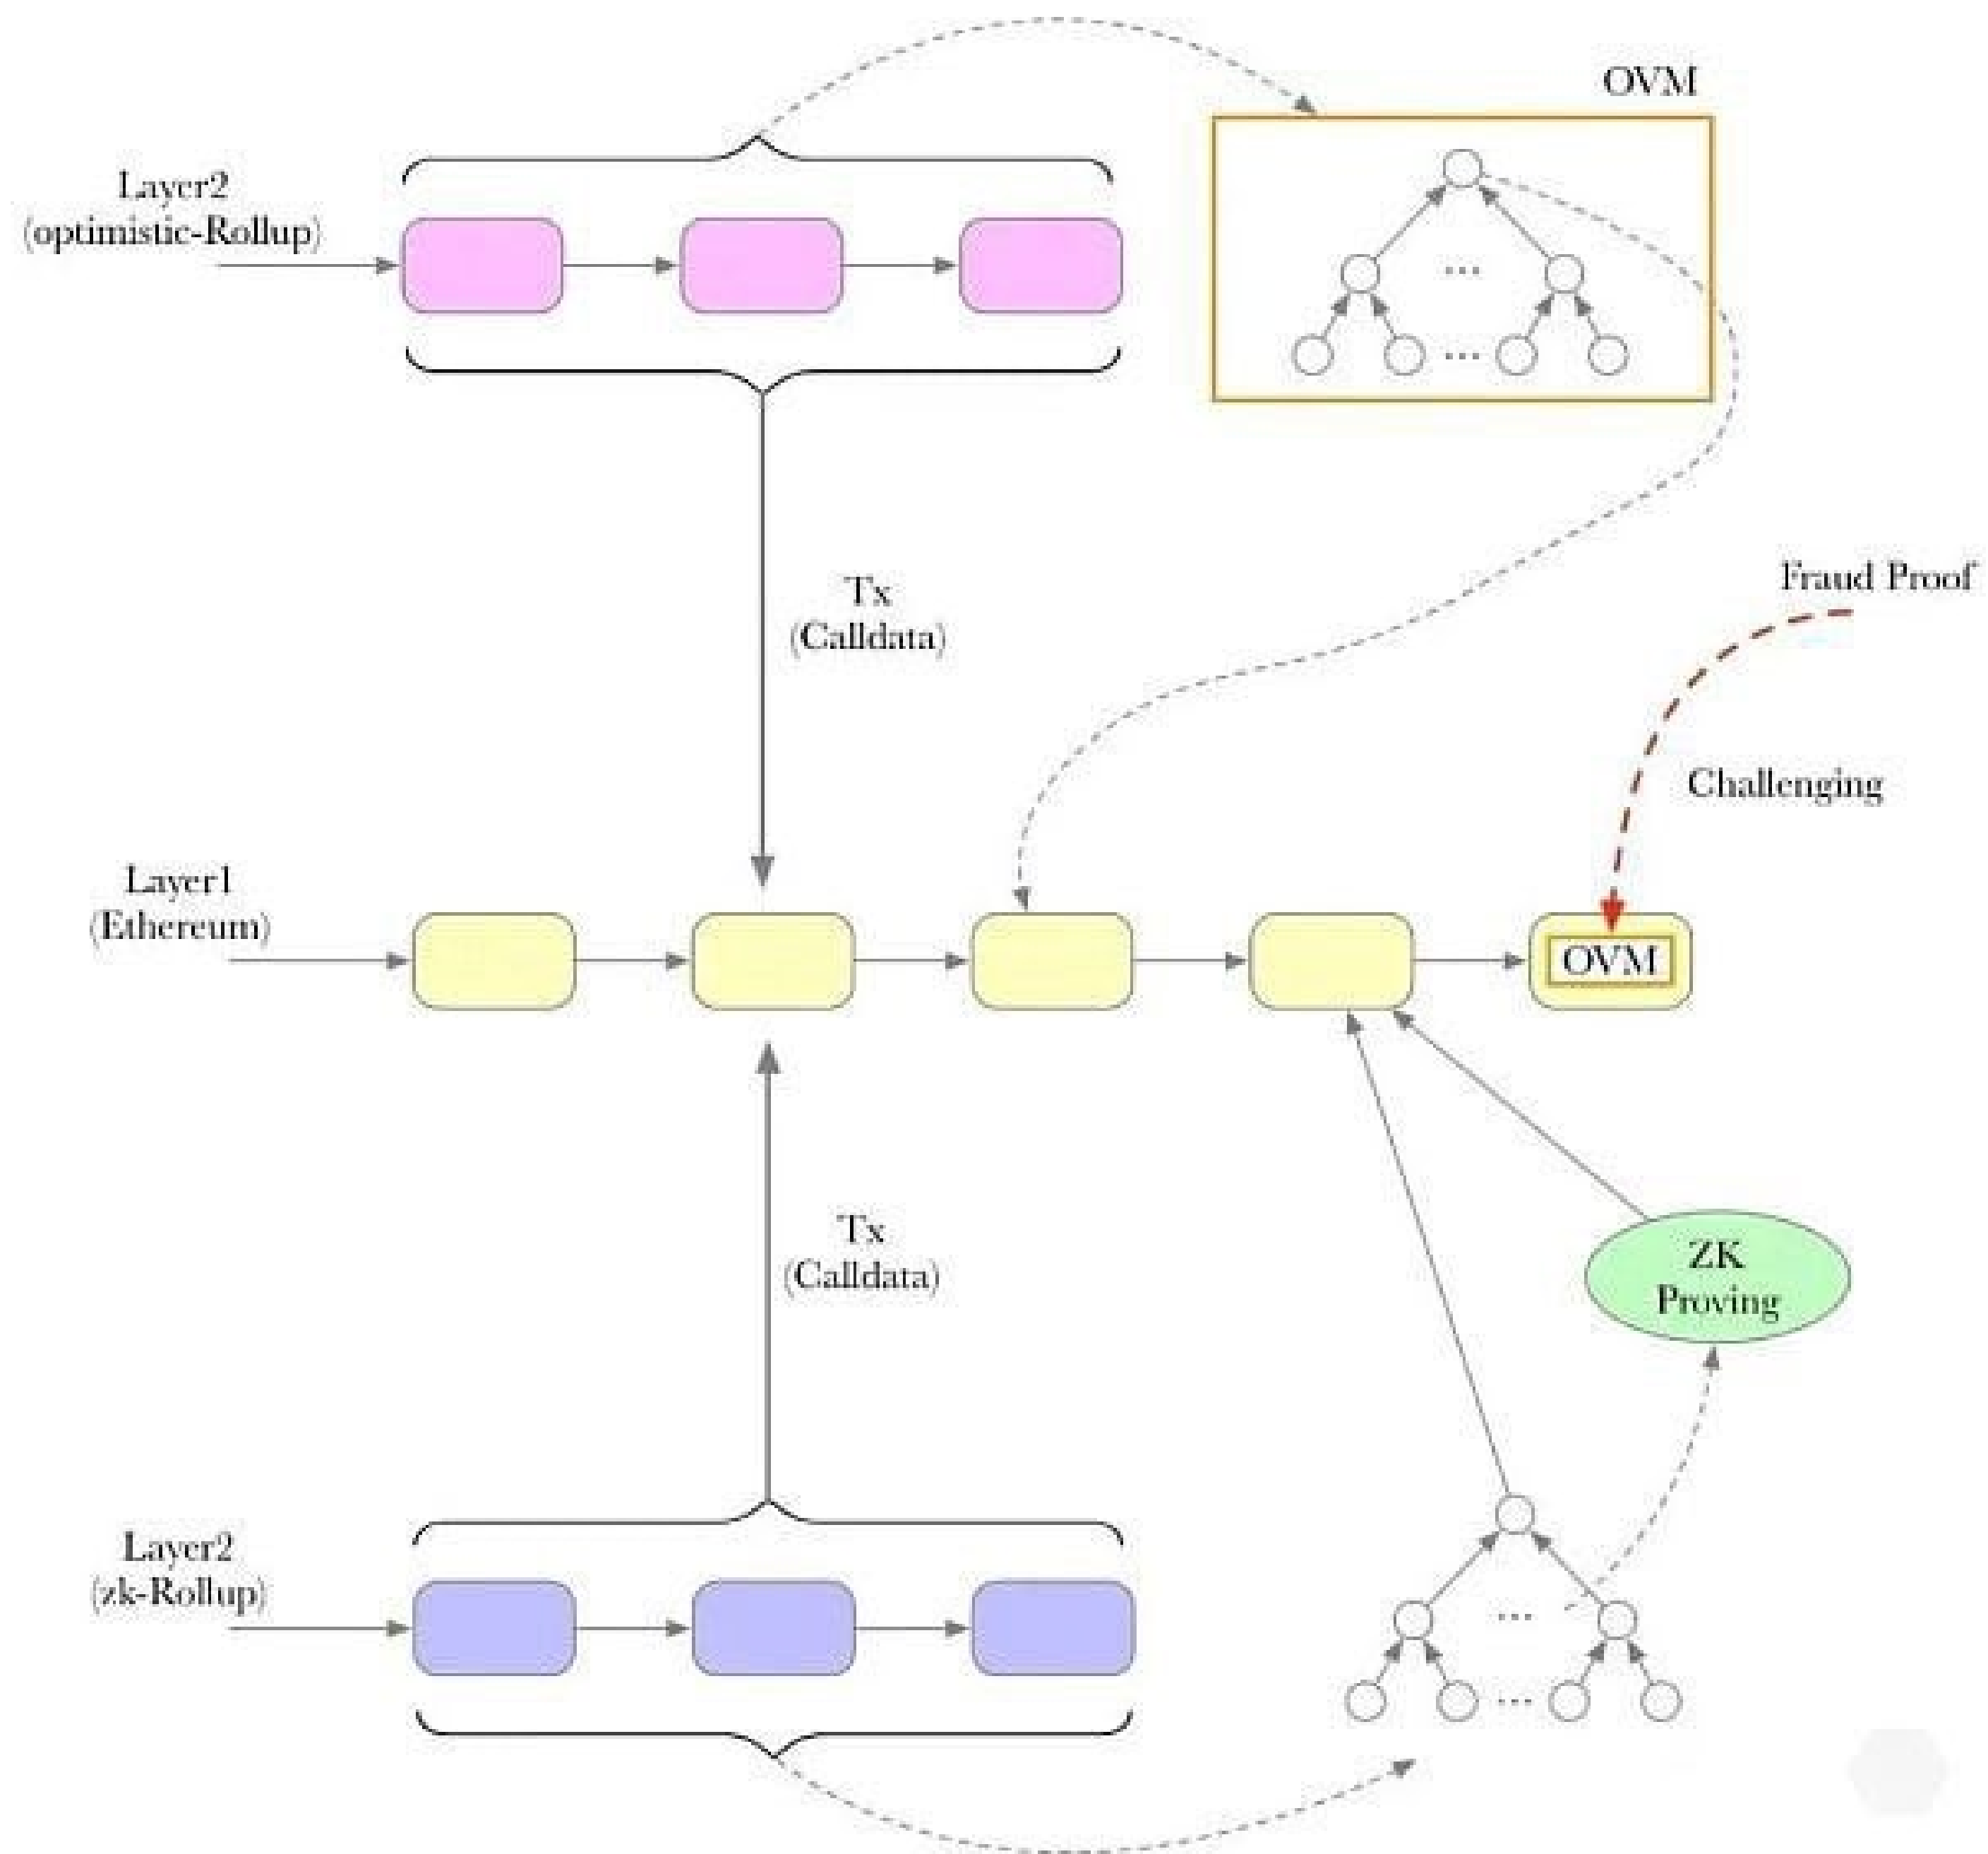 OVM
Layer2
(optimistic-Rollup)
...
...
Tx
(Calldata)
Fraud Proof
Challenging
Layer1
(Ethereum)
OVM
Tx
(Calldata)
ZK
Proving
Layer2
(zk-Rollup)
...
...